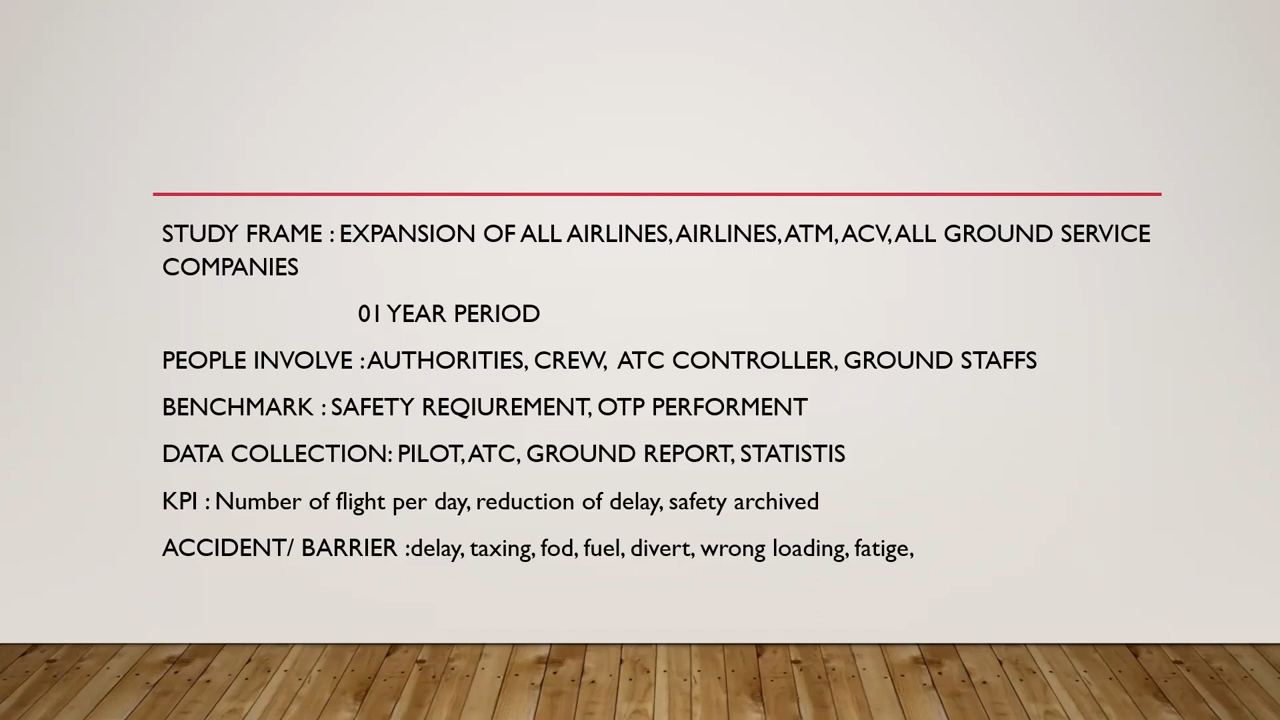 STUDY FRAME : EXPANSION OF ALL AIRLINES, AIRLINES, ATM, ACV, ALL GROUND SERVICE
COMPANIES
01 YEAR PERIOD
PEOPLE INVOLVE : AUTHORITIES, CREW, ATC CONTROLLER, GROUND STAFFS
BENCHMARK : SAFETY REQIUREMENT, OTP PERFORMENT
DATA COLLECTION: PILOT, ATC, GROUND REPORT, STATISTIS
KPI : Number of flight per day, reduction of delay, safety archived
ACCIDENT/ BARRIER :delay, taxing, fod, fuel, divert, wrong loading, fatige,